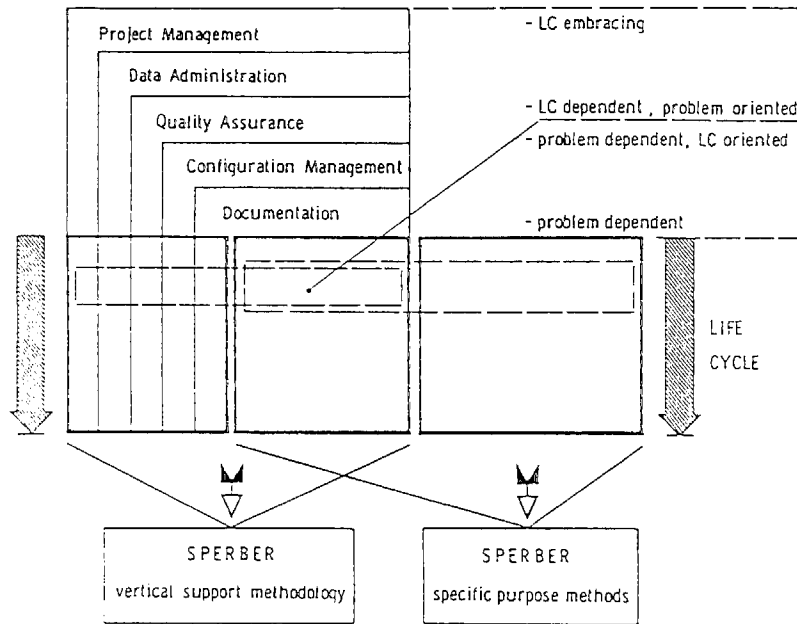 Project Management
- LC embracing
Data Administration
- LC dependent, problem oriented
Quality Assurance
- problem dependent, LC oriented
Configuration Management
Documentation
- problem dependent
LIFE
CYCLE
SPERBER
vertical support methodology
SPERBER
specific purpose methods